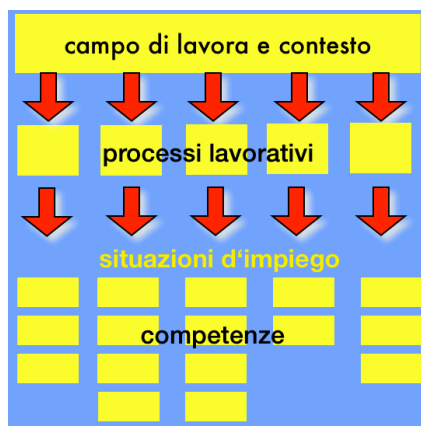 campo di lavora e contesto
processi lavorativi
situazioni d'impiego
competenze